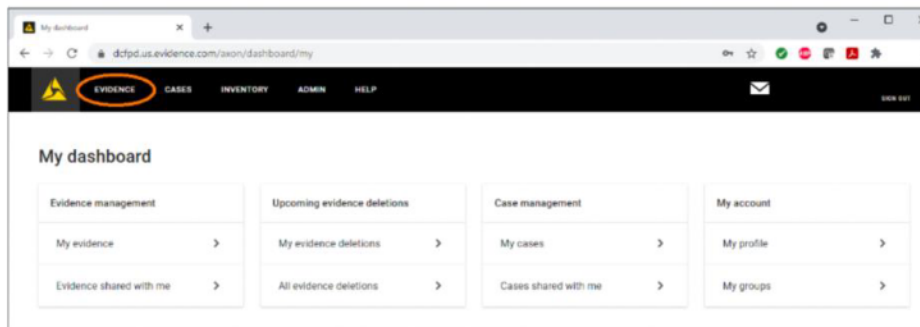 My dashboard
dcfpd.us.evidence.com/axon/dashboard/my
EVIDENCE CASES INVENTORY ADMIN HELP
SIGN OUT
My dashboard
Evidence management
My evidence
Evidence shared with me
Upcoming evidence deletions
My evidence deletions
All evidence deletions
Case management
My cases
Cases shared with me
My account
My profile
My groups